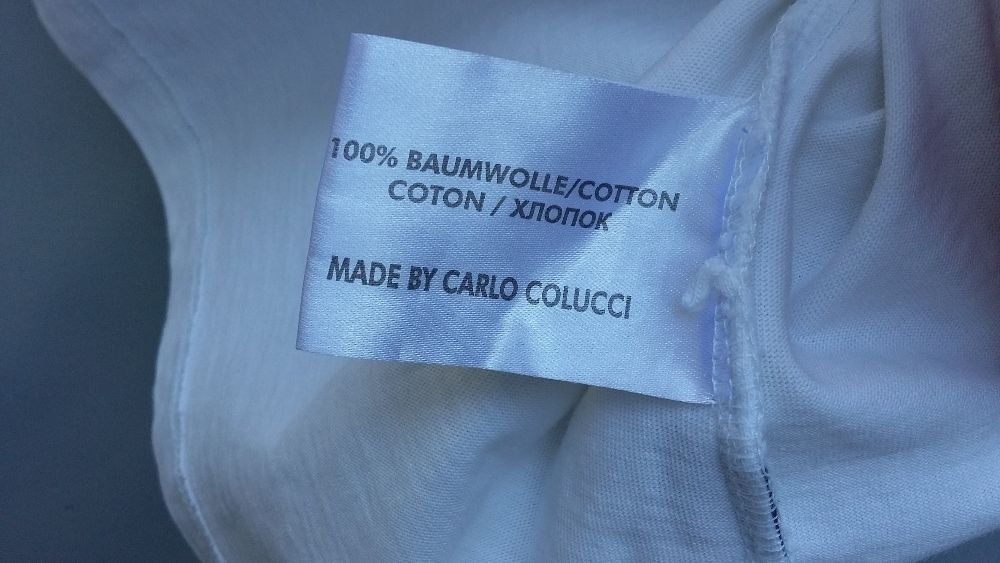 100% BAUMWOLLE/COTTON
COTON / ХЛОПОК
MADE BY CARLO COLUCCI